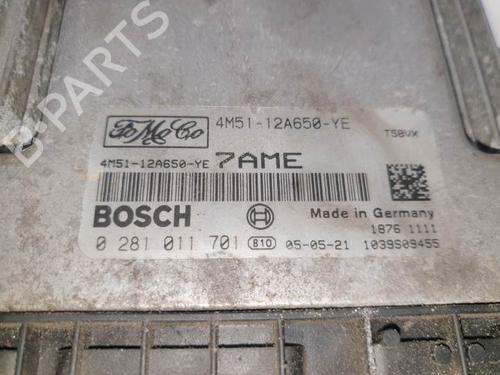 B-PARTS
FoMoCo 4M51-12A650-YE T5BVX
4M51-12A650-YE 7AME
BOSCH Made in Germany
1876 1111
0 281 011 701 810 05-05-21 1039S09455